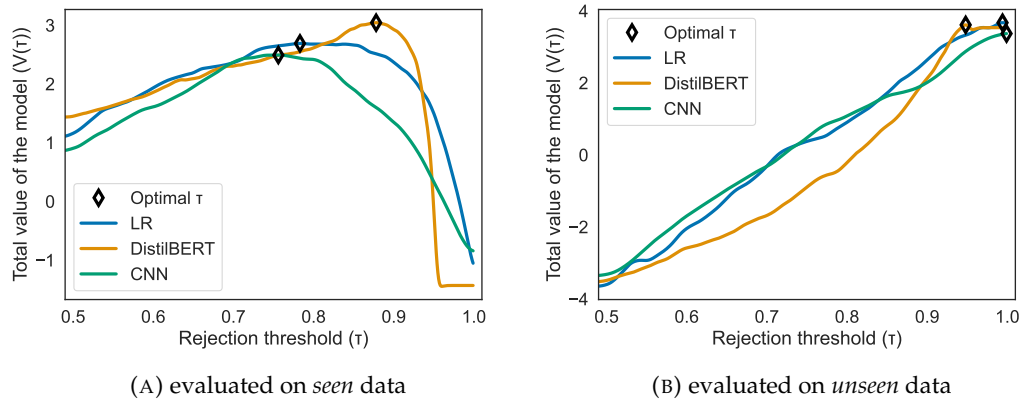 Total value of the model (V(τ))
3
2
1
0
−1
Optimal τ
LR
DistilBERT
CNN
0.5 0.6 0.7 0.8 0.9 1.0
Rejection threshold (τ)
(A) evaluated on seen data
Total value of the model (V(τ))
4
2
0
−2
−4
Optimal τ
LR
DistilBERT
CNN
0.5 0.6 0.7 0.8 0.9 1.0
Rejection threshold (τ)
(B) evaluated on unseen data